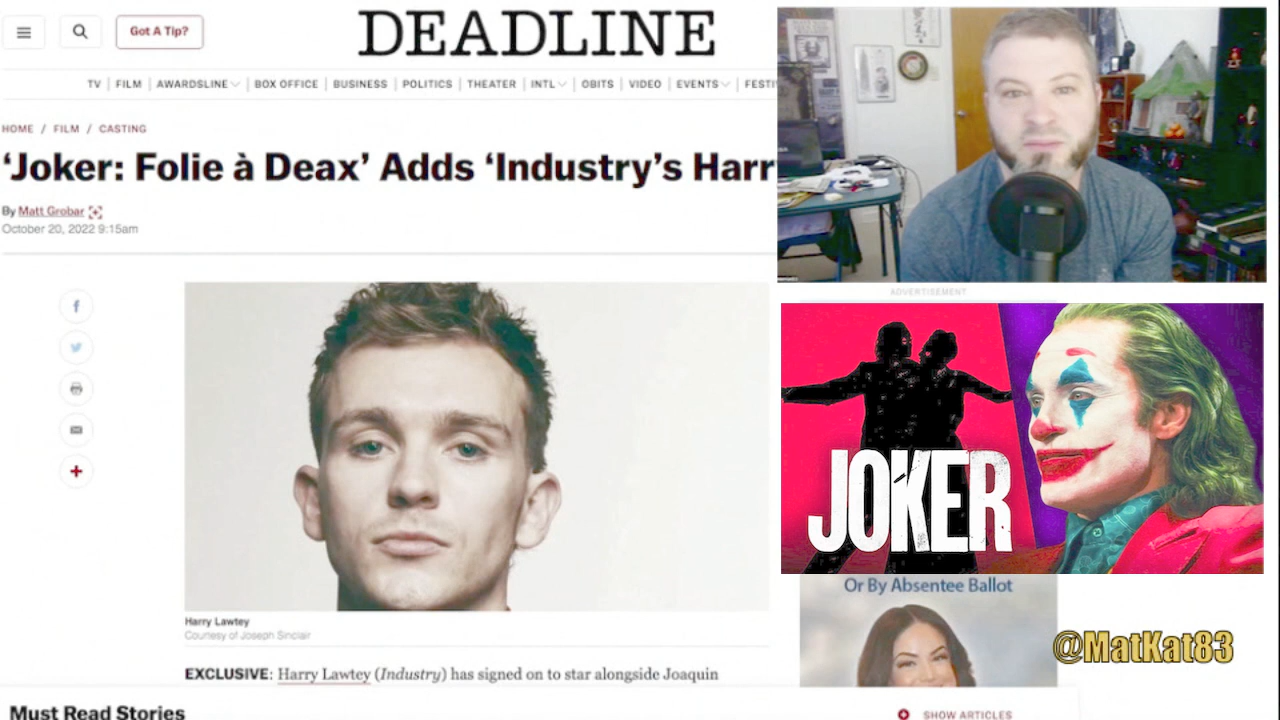 Got A Tip?
DEADLINE
TV | FILM | AWARDSLINE | BOX OFFICE | BUSINESS | POLITICS | THEATER | INTL | OBITS | VIDEO | EVENTS | FESTI
HOME / FILM / CASTING
‘Joker: Folie à Deax’ Adds ‘Industry’s Harr
By Matt Grobar
October 20, 2022 9:15am
ADVERTISEMENT
JOKER
Or By Absentee Ballot
Harry Lawtey
Courtesy of Joseph Sinclair
@MatKat83
EXCLUSIVE: Harry Lawtey (Industry) has signed on to star alongside Joaquin
Must Read Stories
SHOW ARTICLES